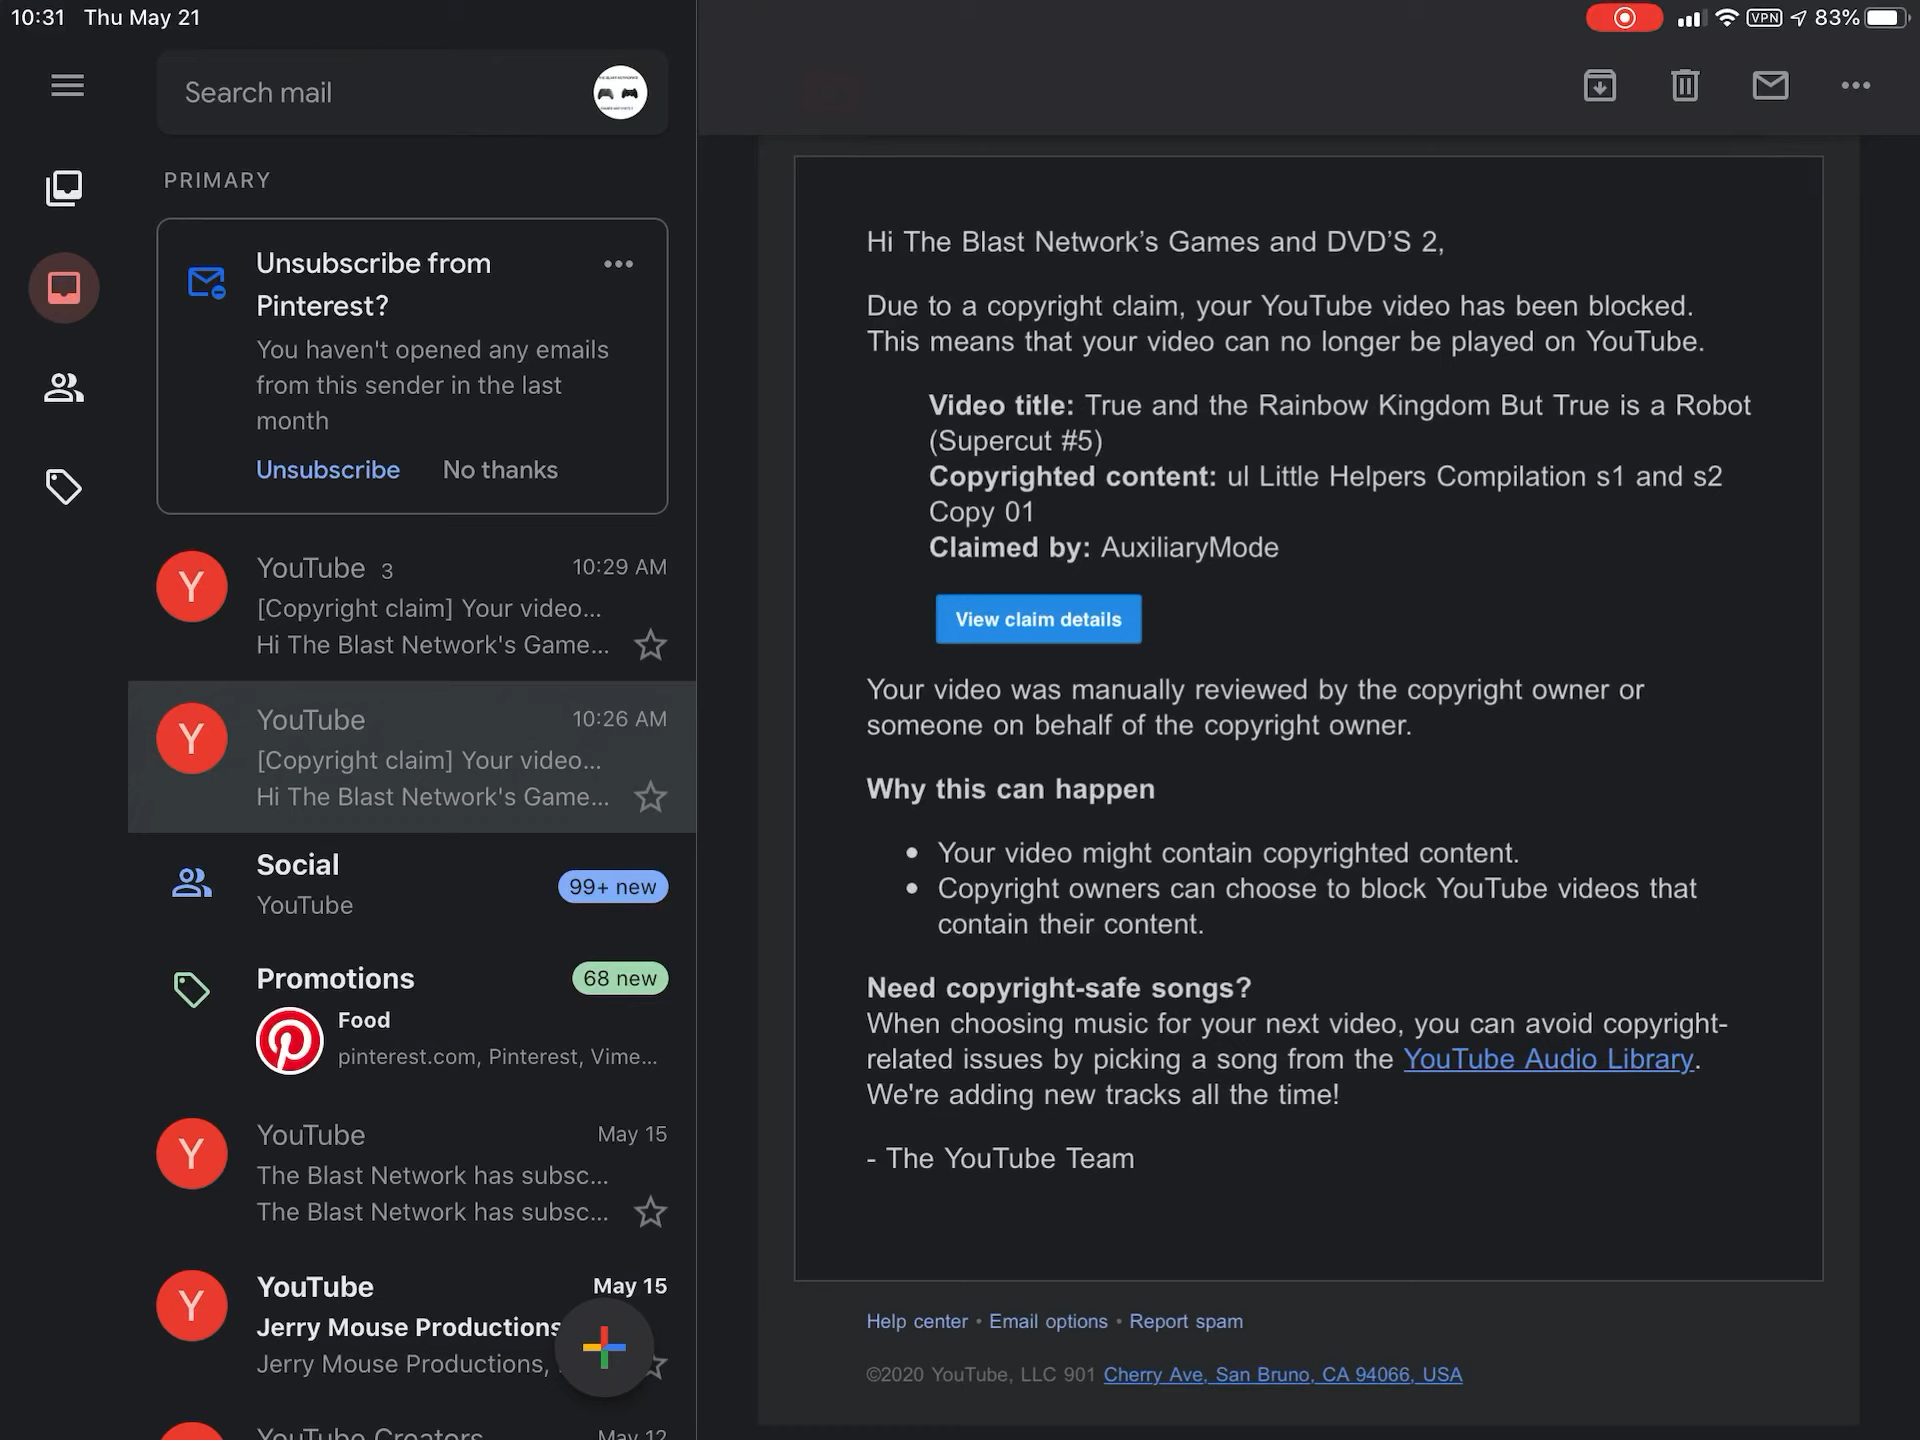 10:31 Thu May 21
VPN 83%
Search mail
PRIMARY
Unsubscribe from
Pinterest?
You haven't opened any emails
from this sender in the last
month
Unsubscribe No thanks
YouTube 3 10:29 AM
[Copyright claim] Your video...
Hi The Blast Network's Game...
YouTube 10:26 AM
[Copyright claim] Your video...
Hi The Blast Network's Game...
Social
99+ new
YouTube
Promotions 68 new
Food
pinterest.com, Pinterest, Vime...
YouTube May 15
The Blast Network has subsc...
The Blast Network has subsc...
YouTube May 15
Jerry Mouse Productions
Jerry Mouse Productions,
YouTube Creators May 12
Hi The Blast Network’s Games and DVD’S 2,
Due to a copyright claim, your YouTube video has been blocked.
This means that your video can no longer be played on YouTube.
Video title: True and the Rainbow Kingdom But True is a Robot
(Supercut #5)
Copyrighted content: ul Little Helpers Compilation s1 and s2
Copy 01
Claimed by: AuxiliaryMode
View claim details
Your video was manually reviewed by the copyright owner or
someone on behalf of the copyright owner.
Why this can happen
• Your video might contain copyrighted content.
• Copyright owners can choose to block YouTube videos that
contain their content.
Need copyright-safe songs?
When choosing music for your next video, you can avoid copyright-
related issues by picking a song from the YouTube Audio Library.
We're adding new tracks all the time!
- The YouTube Team
Help center • Email options • Report spam
©2020 YouTube, LLC 901 Cherry Ave, San Bruno, CA 94066, USA